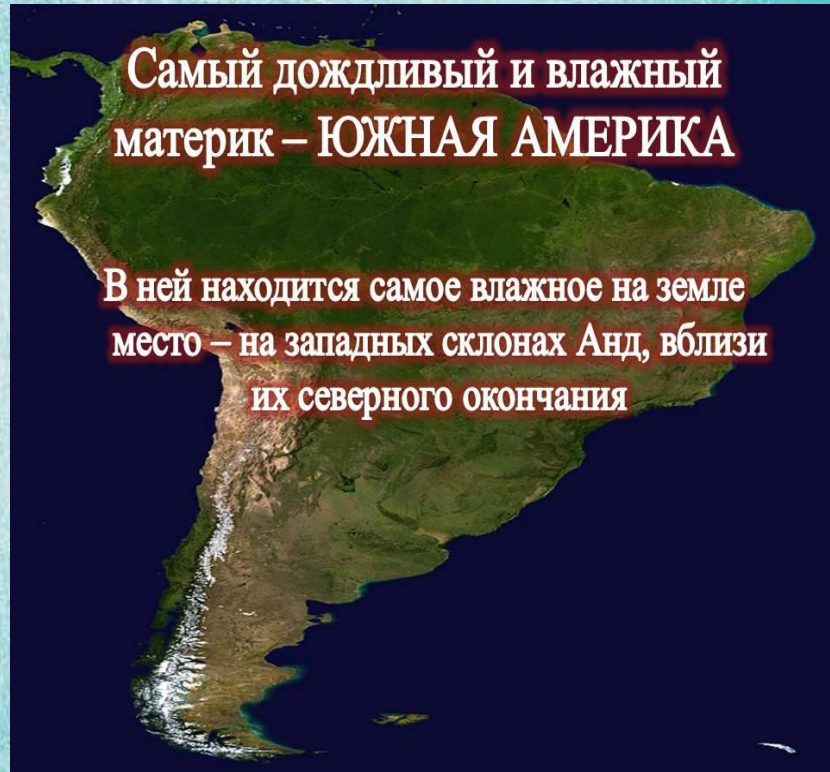 Самый дождливый и влажный
материк – ЮЖНАЯ АМЕРИКА
В ней находится самое влажное на земле
место – на западных склонах Анд, вблизи
их северного окончания